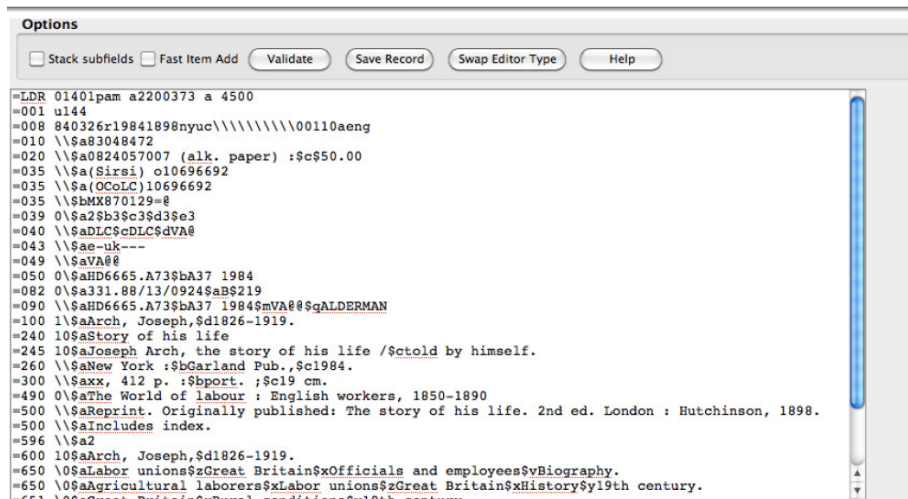 Options
Stack subfields Fast Item Add Validate Save Record Swap Editor Type Help
=LDR 01401pam a2200373 a 4500
=001 u144
=008 840326r19841898nyuc\\\\\\\\\\00110aeng
=010 \\$a83048472
=020 \\$a0824057007 (alk. paper) :$c$50.00
=035 \\$a(Sirsi) o10696692
=035 \\$a(OCoLC)10696692
=035 \\$bMX870129=@
=039 0\$a2$b3$c3$d3$e3
=040 \\$aDLC$cDLC$dVA@
=043 \\$ae-uk---
=049 \\$aVA@@
=050 0\$aHD6665.A73$bA37 1984
=082 0\$a331.88/13/0924$aB$219
=090 \\$aHD6665.A73$bA37 1984$mVA@@$qALDERMAN
=100 1\$aArch, Joseph,$d1826-1919.
=240 10$aStory of his life
=245 10$aJoseph Arch, the story of his life /$ctold by himself.
=260 \\$aNew York :$bGarland Pub.,$c1984.
=300 \\$axx, 412 p. :$bport. ;$c19 cm.
=490 0\$aThe World of labour : English workers, 1850-1890
=500 \\$aReprint. Originally published: The story of his life. 2nd ed. London : Hutchinson, 1898.
=500 \\$aIncludes index.
=596 \\$a2
=600 10$aArch, Joseph,$d1826-1919.
=650 \0$aLabor unions$zGreat Britain$xOfficials and employees$vBiography.
=650 \0$aAgricultural laborers$xLabor unions$zGreat Britain$xHistory$y19th century.